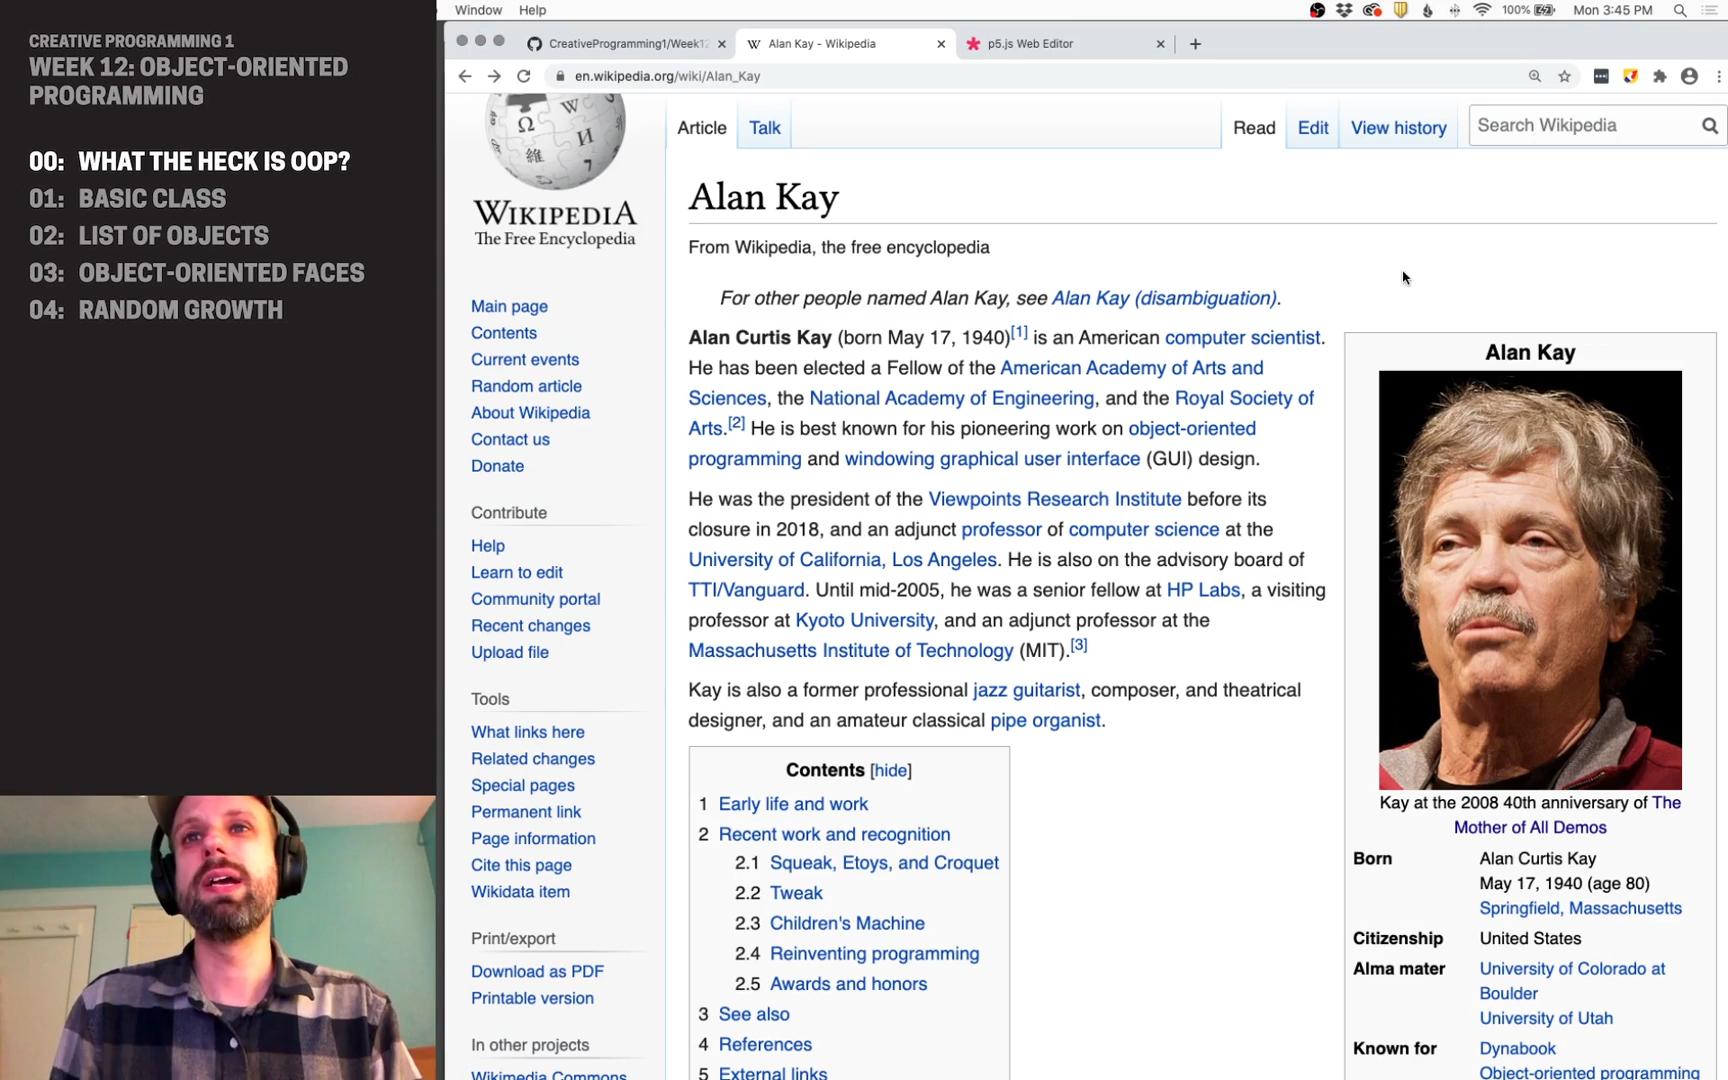 CREATIVE PROGRAMMING 1
WEEK 12: OBJECT-ORIENTED
PROGRAMMING
00: WHAT THE HECK IS OOP?
01: BASIC CLASS
02: LIST OF OBJECTS
03: OBJECT-ORIENTED FACES
04: RANDOM GROWTH
Window Help
100% Mon 3:45 PM
CreativeProgramming1/Week12
Alan Kay - Wikipedia
p5.js Web Editor
en.wikipedia.org/wiki/Alan_Kay
WIKIPEDIA
The Free Encyclopedia
Main page
Contents
Current events
Random article
About Wikipedia
Contact us
Donate
Contribute
Help
Learn to edit
Community portal
Recent changes
Upload file
Tools
What links here
Related changes
Special pages
Permanent link
Page information
Cite this page
Wikidata item
Print/export
Download as PDF
Printable version
In other projects
Wikimedia Commons
Article Talk
Read Edit View history
Search Wikipedia
Alan Kay
From Wikipedia, the free encyclopedia
For other people named Alan Kay, see Alan Kay (disambiguation).
Alan Curtis Kay (born May 17, 1940)[1] is an American computer scientist.
He has been elected a Fellow of the American Academy of Arts and
Sciences, the National Academy of Engineering, and the Royal Society of
Arts.[2] He is best known for his pioneering work on object-oriented
programming and windowing graphical user interface (GUI) design.
He was the president of the Viewpoints Research Institute before its
closure in 2018, and an adjunct professor of computer science at the
University of California, Los Angeles. He is also on the advisory board of
TTI/Vanguard. Until mid-2005, he was a senior fellow at HP Labs, a visiting
professor at Kyoto University, and an adjunct professor at the
Massachusetts Institute of Technology (MIT).[3]
Kay is also a former professional jazz guitarist, composer, and theatrical
designer, and an amateur classical pipe organist.
Contents [hide]
1 Early life and work
2 Recent work and recognition
2.1 Squeak, Etoys, and Croquet
2.2 Tweak
2.3 Children's Machine
2.4 Reinventing programming
2.5 Awards and honors
3 See also
4 References
5 External links
Alan Kay
Kay at the 2008 40th anniversary of The
Mother of All Demos
Born Alan Curtis Kay
May 17, 1940 (age 80)
Springfield, Massachusetts
Citizenship United States
Alma mater University of Colorado at
Boulder
University of Utah
Known for Dynabook
Object-oriented programming